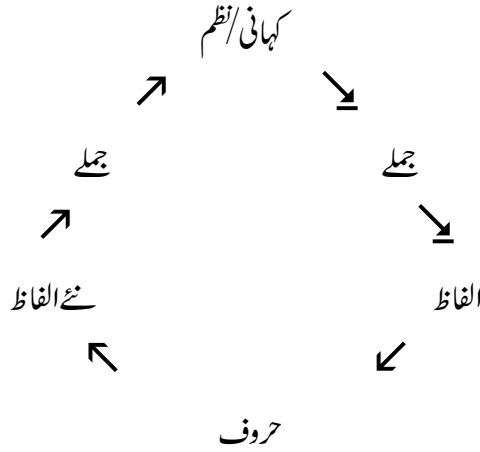 کہانی/نظم
جملے
جملے
نئے الفاظ
الفاظ
حروف